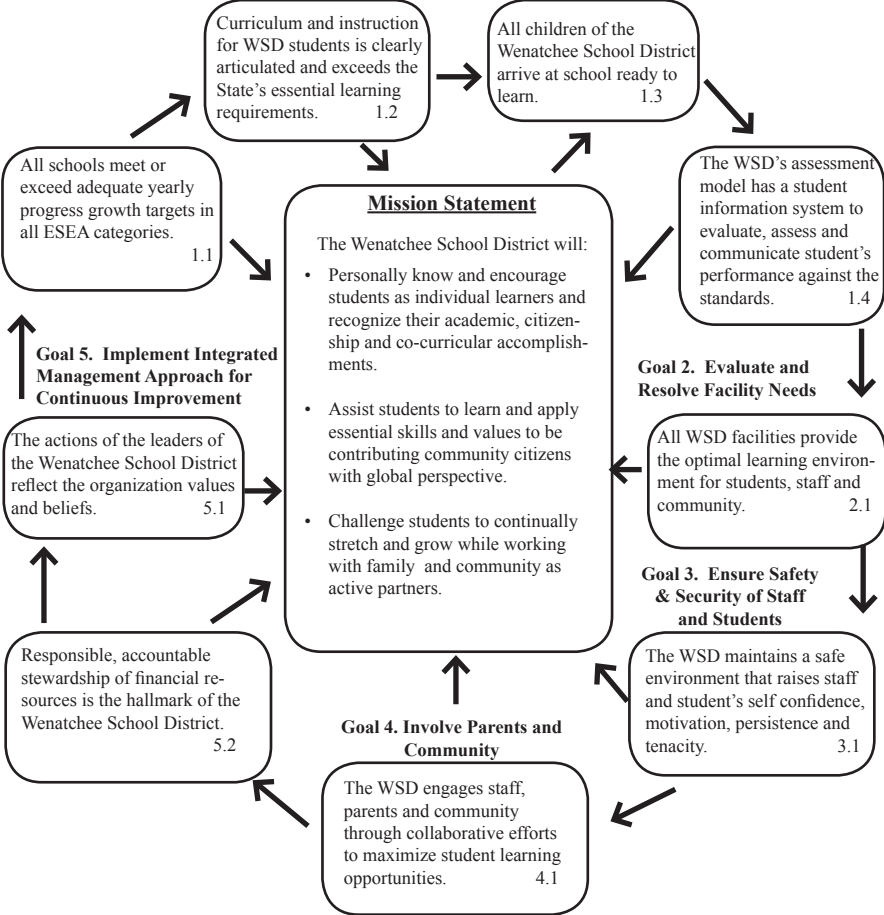 Curriculum and instruction
for WSD students is clearly
articulated and exceeds the
State’s essential learning
requirements. 1.2
All children of the
Wenatchee School District
arrive at school ready to
learn. 1.3
All schools meet or
exceed adequate yearly
progress growth targets in
all ESEA categories.
1.1
The WSD’s assessment
model has a student
information system to
evaluate, assess and
communicate student’s
performance against the
standards. 1.4
Mission Statement
The Wenatchee School District will:
• Personally know and encourage
students as individual learners and
recognize their academic, citizen-
ship and co-curricular accomplish-
ments.
• Assist students to learn and apply
essential skills and values to be
contributing community citizens
with global perspective.
• Challenge students to continually
stretch and grow while working
with family and community as
active partners.
Goal 5. Implement Integrated
Management Approach for
Continuous Improvement
The actions of the leaders of
the Wenatchee School District
reflect the organization values
and beliefs. 5.1
Goal 2. Evaluate and
Resolve Facility Needs
All WSD facilities provide
the optimal learning environ-
ment for students, staff and
community. 2.1
Goal 3. Ensure Safety
& Security of Staff
and Students
The WSD maintains a safe
environment that raises staff
and student’s self confidence,
motivation, persistence and
tenacity. 3.1
Responsible, accountable
stewardship of financial re-
sources is the hallmark of the
Wenatchee School District.
5.2
Goal 4. Involve Parents and
Community
The WSD engages staff,
parents and community
through collaborative efforts
to maximize student learning
opportunities. 4.1